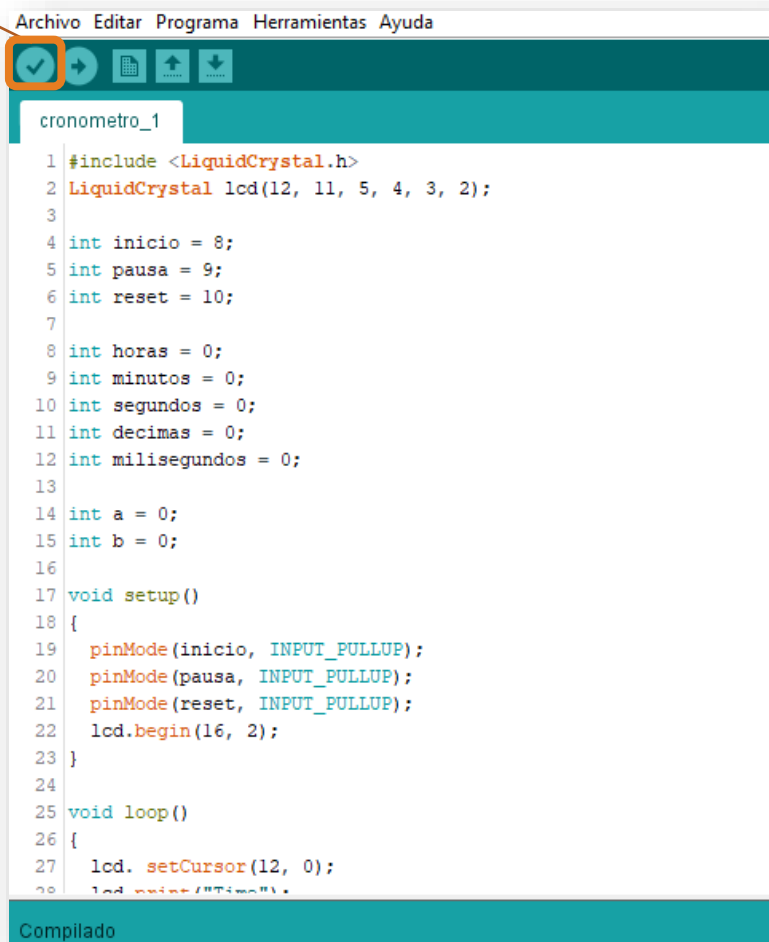 Archivo Editar Programa Herramientas Ayuda
cronometro_1
1 #include <LiquidCrystal.h>
2 LiquidCrystal lcd(12, 11, 5, 4, 3, 2);
3
4 int inicio = 8;
5 int pausa = 9;
6 int reset = 10;
7
8 int horas = 0;
9 int minutos = 0;
10 int segundos = 0;
11 int decimas = 0;
12 int milisegundos = 0;
13
14 int a = 0;
15 int b = 0;
16
17 void setup()
18 {
19   pinMode(inicio, INPUT_PULLUP);
20   pinMode(pausa, INPUT_PULLUP);
21   pinMode(reset, INPUT_PULLUP);
22   lcd.begin(16, 2);
23 }
24
25 void loop()
26 {
27   lcd. setCursor(12, 0);
28   lcd.print("Time");
Compilado